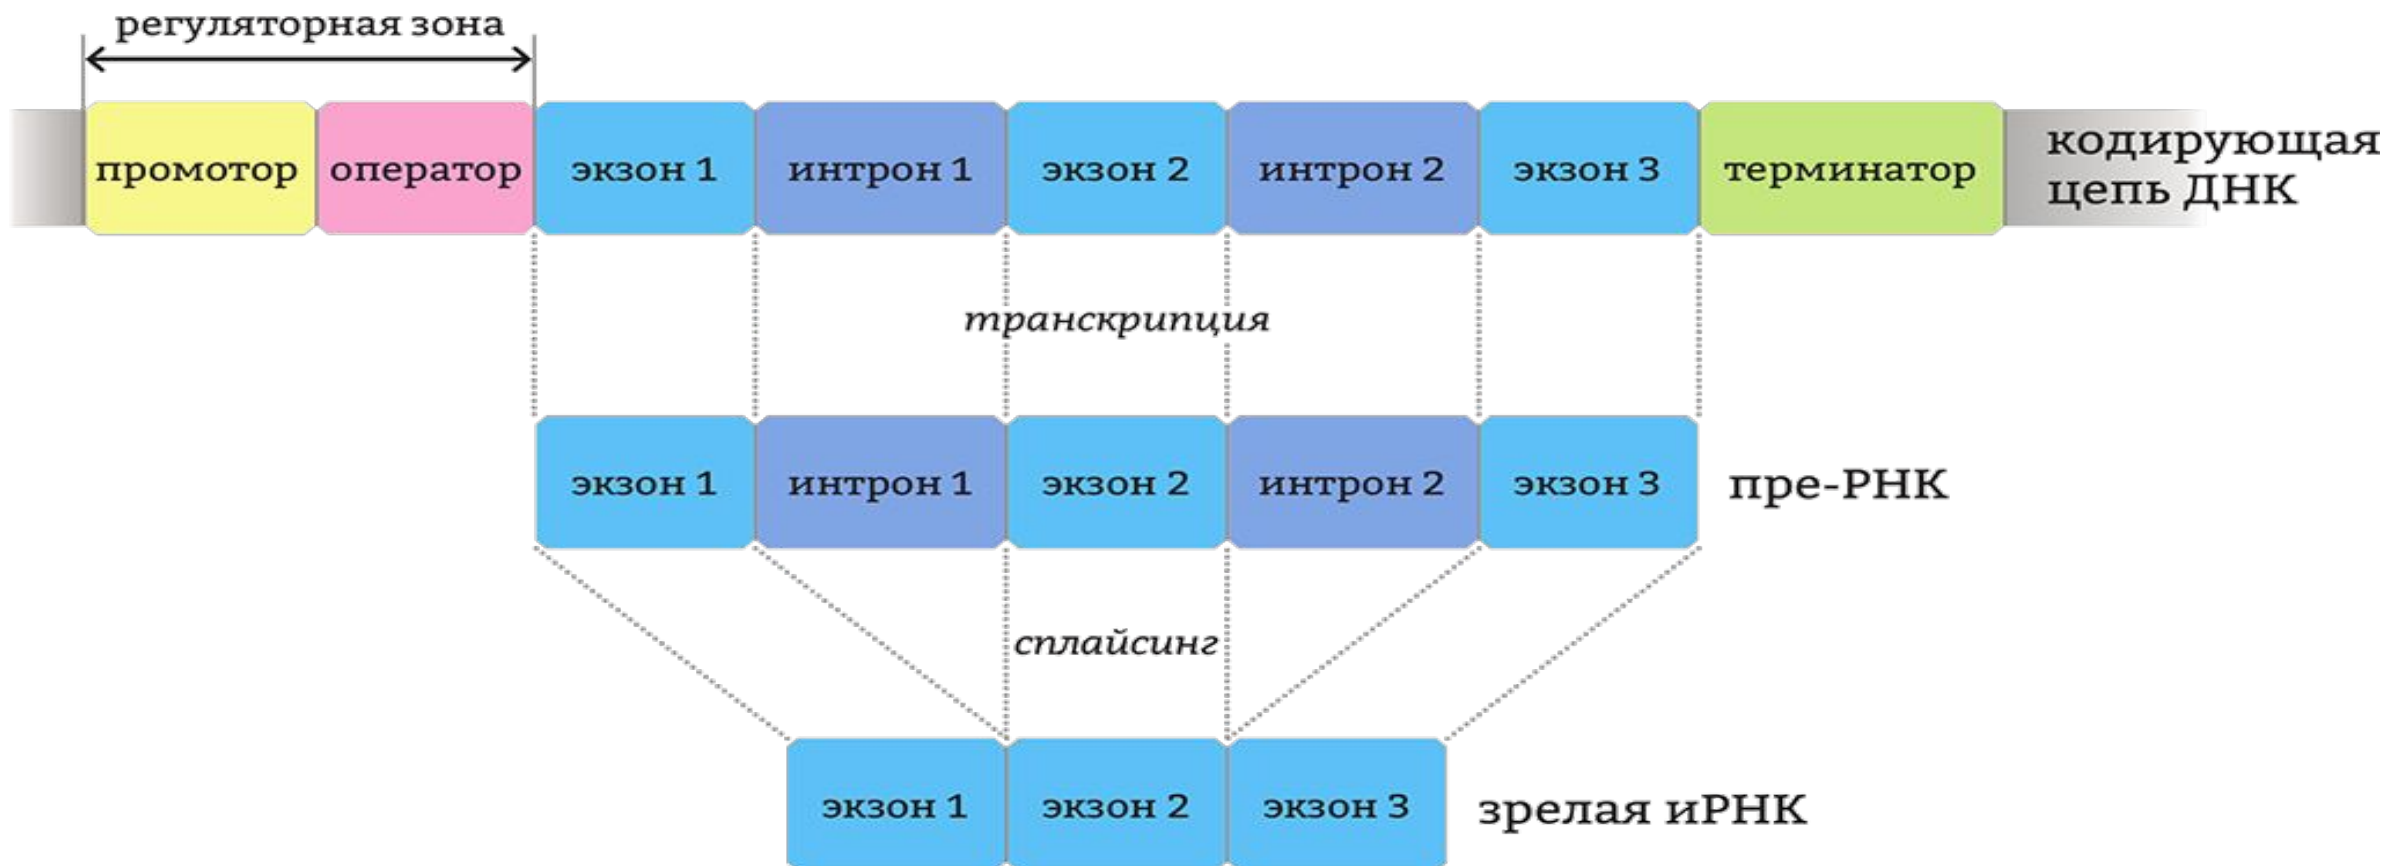 регуляторная зона
промотор оператор экзон 1 интрон 1 экзон 2 интрон 2 экзон 3 терминатор
кодирующая
цепь ДНК
транскрипция
экзон 1 интрон 1 экзон 2 интрон 2 экзон 3 пре-РНК
сплайсинг
экзон 1 экзон 2 экзон 3 зрелая иРНК